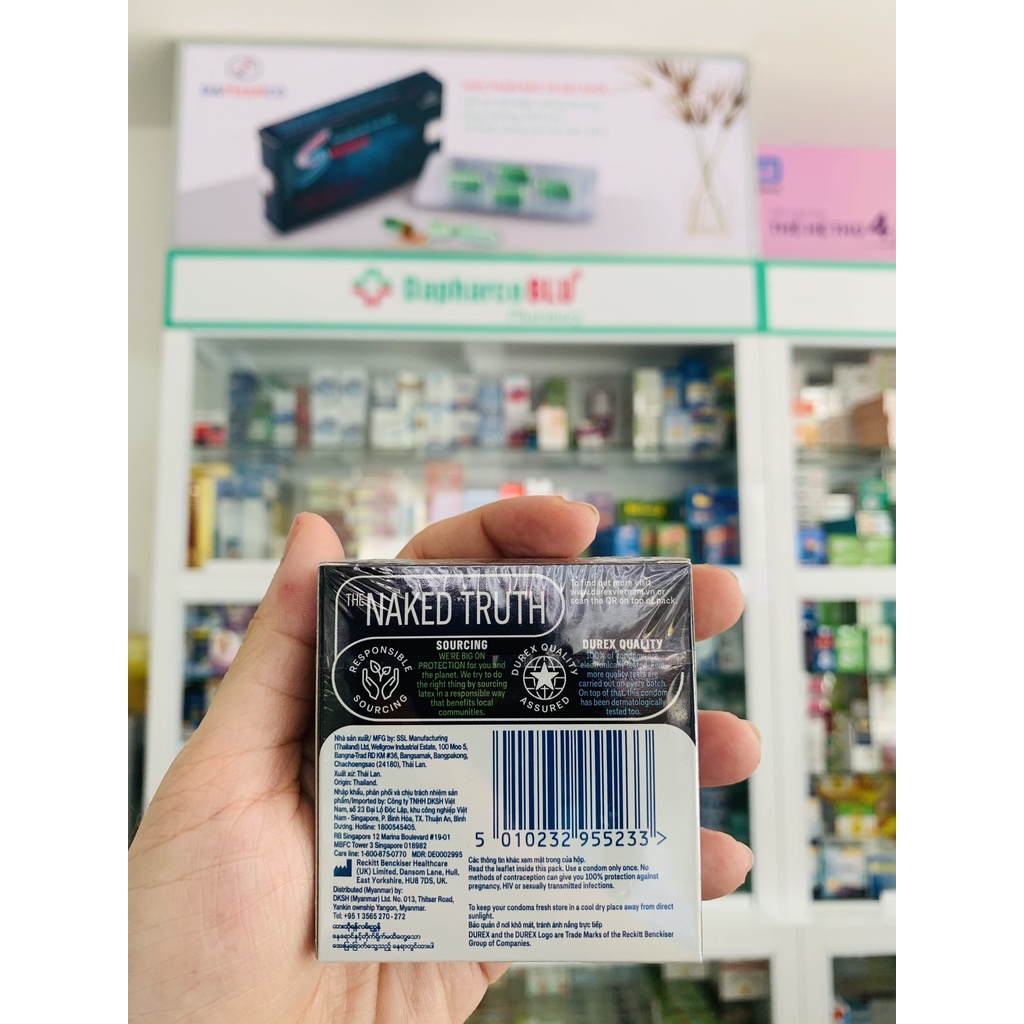 DaPharcoBLU
Pharmacy
THẾ HỆ THỨ 4
THE NAKED TRUTH
To find out more visit
www.durexvietnam.vn or
scan the QR on top of pack.
RESPONSIBLE
SOURCING
SOURCING
WE'RE BIG ON
PROTECTION for you and
the planet. We try to do
the right thing by sourcing
latex in a responsible way
that benefits local
communities.
DUREX QUALITY
ASSURED
DUREX QUALITY
100% of condoms are
electronically tested. Five
more quality tests are
carried out on every batch.
On top of that, this condom
has been dermatologically
tested too.
Nhà sản xuất/ MFG by: SSL Manufacturing
(Thailand) Ltd, Wellgrow Industrial Estate, 100 Moo 5,
Bangna-Trad RD KM #36, Bangsamak, Bangpakong,
Chachoengsao (24180), Thái Lan.
Xuất xứ: Thái Lan.
Origin: Thailand.
Nhập khẩu, phân phối và chịu trách nhiệm sản
phẩm/Imported by: Công ty TNHH DKSH Việt
Nam, số 23 Đại Lộ Độc Lập, khu công nghiệp Việt
Nam - Singapore, P. Bình Hòa, TX. Thuận An, Bình
Dương. Hotline: 1800545405.
RB Singapore 12 Marina Boulevard #19-01
MBFC Tower 3 Singapore 018982
Care line: 1-800-875-0770 MDR: DE0002995
Reckitt Benckiser Healthcare
(UK) Limited, Dansom Lane, Hull,
East Yorkshire, HU8 7DS, UK.
Distributed (Myanmar) by:
DKSH (Myanmar) Ltd. No. 013, Thitsar Road,
Yankin ownship Yangon, Myanmar.
Tel: +95 1 3565 270 - 272
5 010232 955233 >
Các thông tin khác xem mặt trong của hộp.
Read the leaflet inside this pack. Use a condom only once. No
methods of contraception can give you 100% protection against
pregnancy, HIV or sexually transmitted infections.
To keep your condoms fresh store in a cool dry place away from direct
sunlight.
Bảo quản ở nơi khô mát, tránh ánh nắng trực tiếp
DUREX and the DUREX Logo are Trade Marks of the Reckitt Benckiser
Group of Companies.